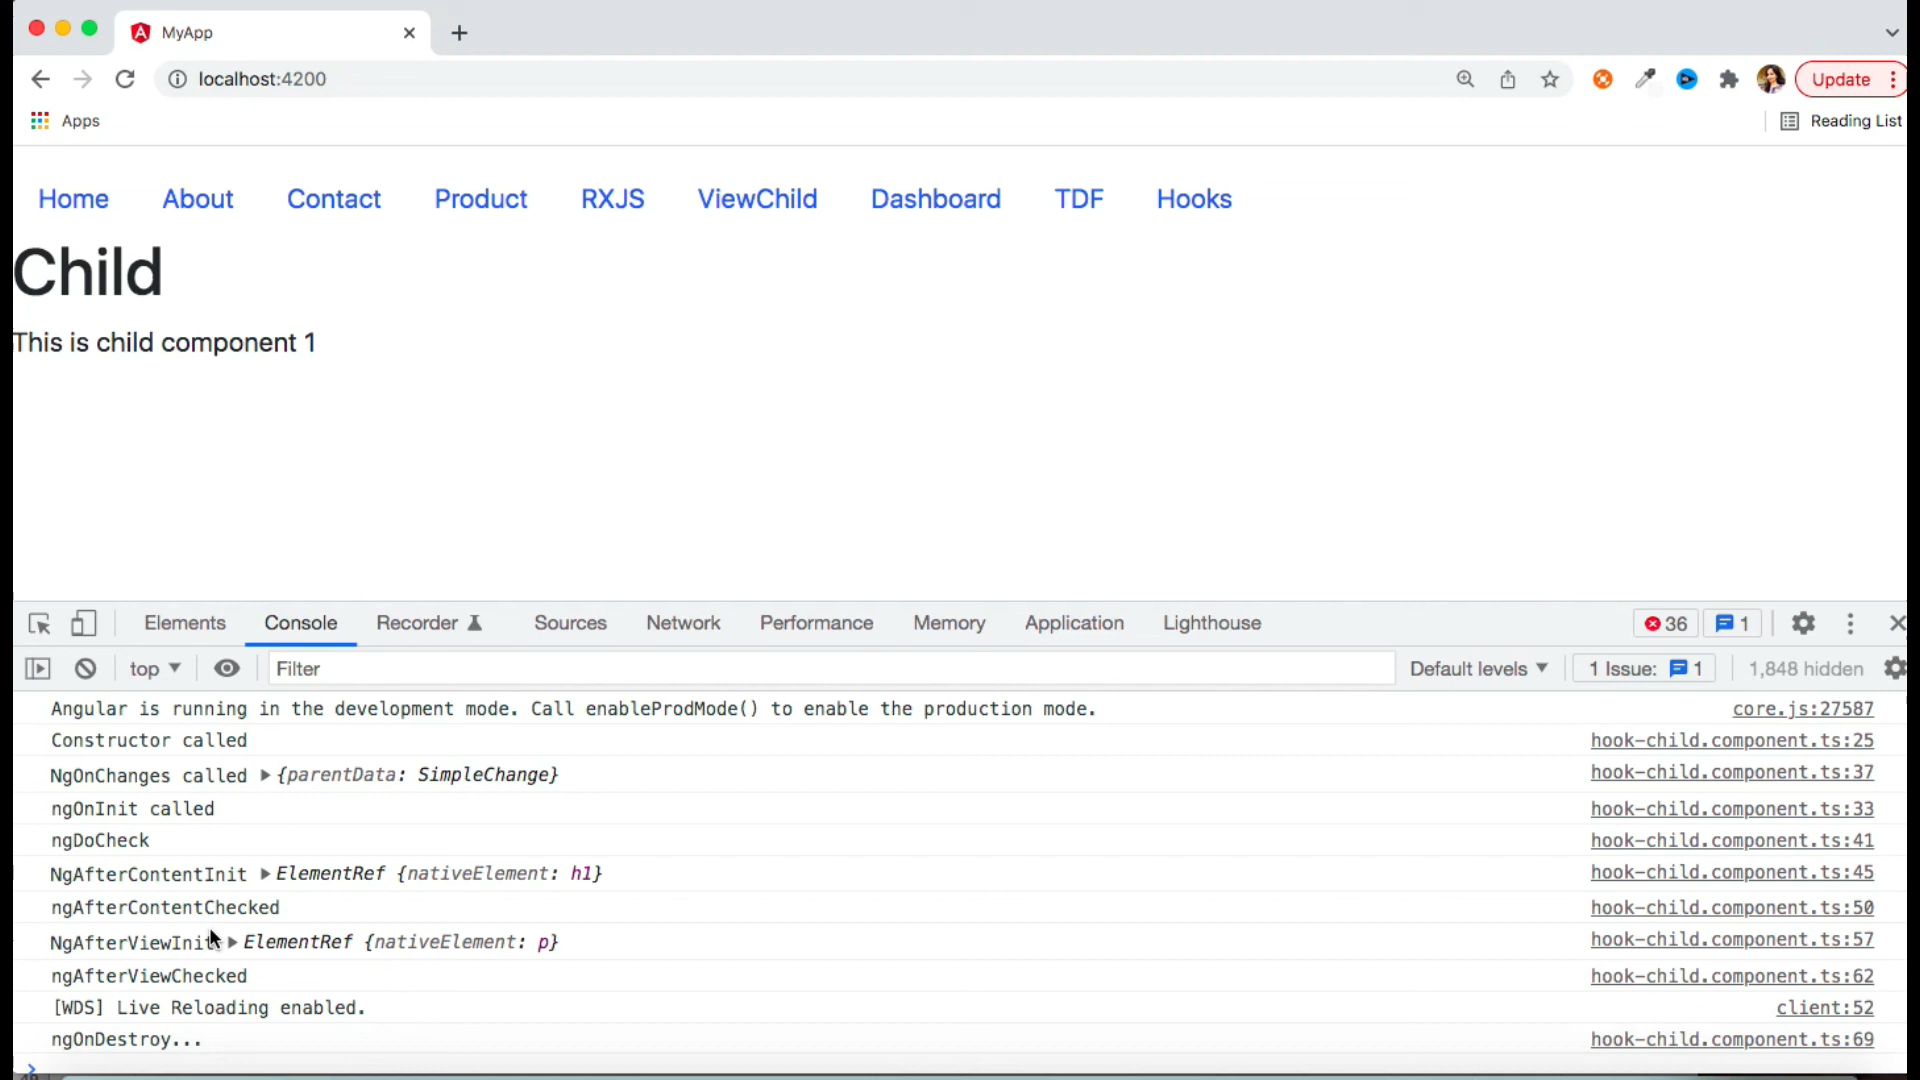 MyApp
localhost:4200
Update
Apps
Reading List
Home About Contact Product RXJS ViewChild Dashboard TDF Hooks
Child
This is child component 1
Elements Console Recorder Sources Network Performance Memory Application Lighthouse 36 1
top Filter Default levels 1 Issue: 1 1,848 hidden
Angular is running in the development mode. Call enableProdMode() to enable the production mode. core.js:27587
Constructor called hook-child.component.ts:25
NgOnChanges called {parentData: SimpleChange} hook-child.component.ts:37
ngOnInit called hook-child.component.ts:33
ngDoCheck hook-child.component.ts:41
NgAfterContentInit ElementRef {nativeElement: h1} hook-child.component.ts:45
ngAfterContentChecked hook-child.component.ts:50
NgAfterViewInit ElementRef {nativeElement: p} hook-child.component.ts:57
ngAfterViewChecked hook-child.component.ts:62
[WDS] Live Reloading enabled. client:52
ngOnDestroy... hook-child.component.ts:69